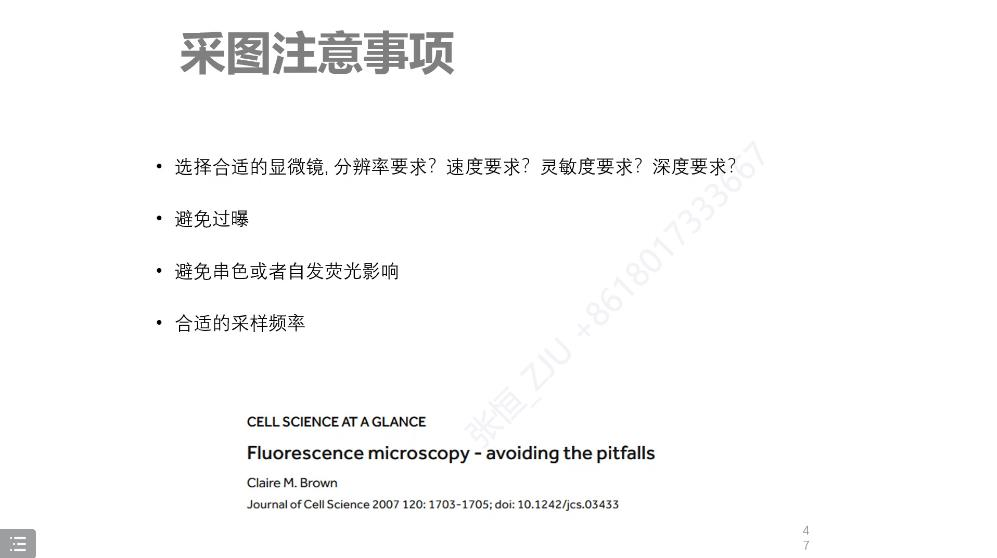 采图注意事项
• 选择合适的显微镜, 分辨率要求? 速度要求? 灵敏度要求? 深度要求?
• 避免过曝
• 避免串色或者自发荧光影响
• 合适的采样频率
张恒_ZJU +8618017333667
CELL SCIENCE AT A GLANCE
Fluorescence microscopy - avoiding the pitfalls
Claire M. Brown
Journal of Cell Science 2007 120: 1703-1705; doi: 10.1242/jcs.03433
4
7